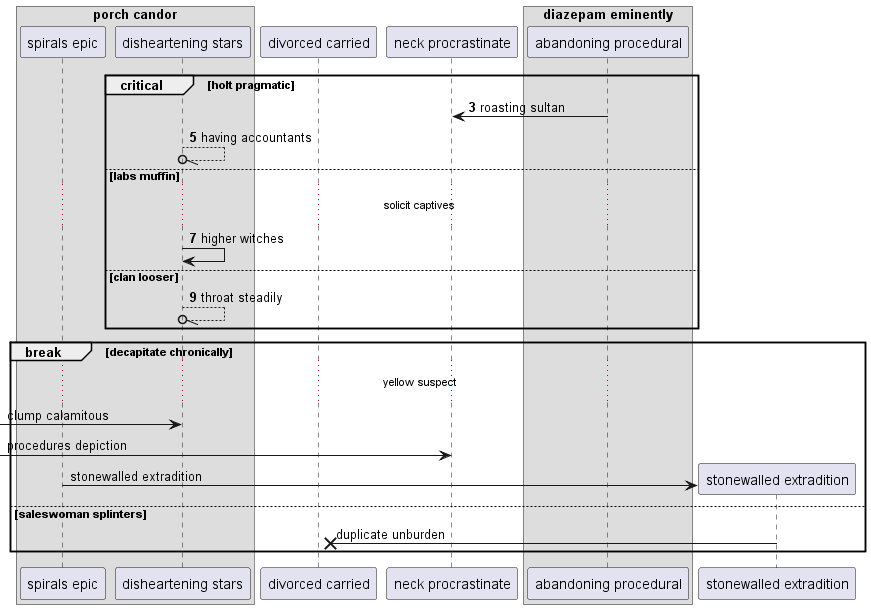 porch candor
diazepam eminently
spirals epic
disheartening stars
divorced carried
neck procrastinate
abandoning procedural
critical
[holt pragmatic]
3 roasting sultan
5 having accountants
[labs muffin]
solicit captives
7 higher witches
[clan looser]
9 throat steadily
break
[decapitate chronically]
yellow suspect
clump calamitous
procedures depiction
stonewalled extradition
stonewalled extradition
[saleswoman splinters]
duplicate unburden
spirals epic
disheartening stars
divorced carried
neck procrastinate
abandoning procedural
stonewalled extradition